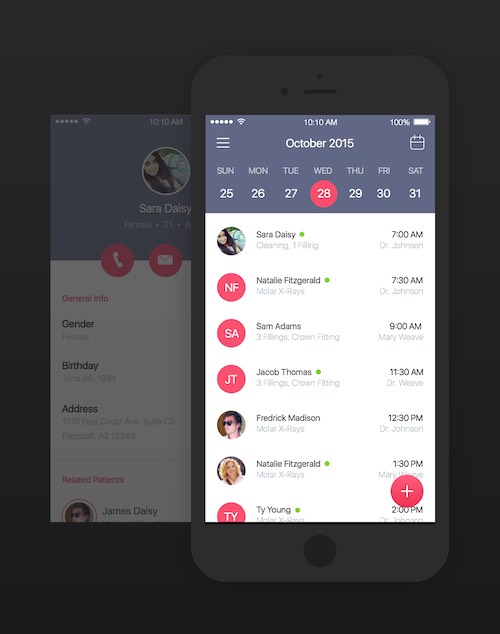 10:10 AM
Sara Daisy
Female • 21 • A
General Info
Gender
Female
Birthday
June 24, 1994
Address
1515 East Cedar Ave, Suite C2
Flagstaff, AZ 12345
Related Patients
James Daisy
10:10 AM 100%
October 2015
SUN MON TUE WED THU FRI SAT
25 26 27 28 29 30 31
Sara Daisy 7:00 AM
Cleaning, 1 Filling Dr. Johnson
NF Natalie Fitzgerald 7:30 AM
Molar X-Rays Dr. Johnson
SA Sam Adams 9:00 AM
3 Fillings, Crown Fitting Mary Weave
JT Jacob Thomas 11:30 AM
3 Fillings, Crown Fitting Dr. Weave
Fredrick Madison 12:30 PM
Molar X-Rays Dr. Johnson
Natalie Fitzgerald 1:30 PM
Molar X-Rays Mary Weave
TY Ty Young 2:00 PM
Molar X-Rays Dr. Johnson